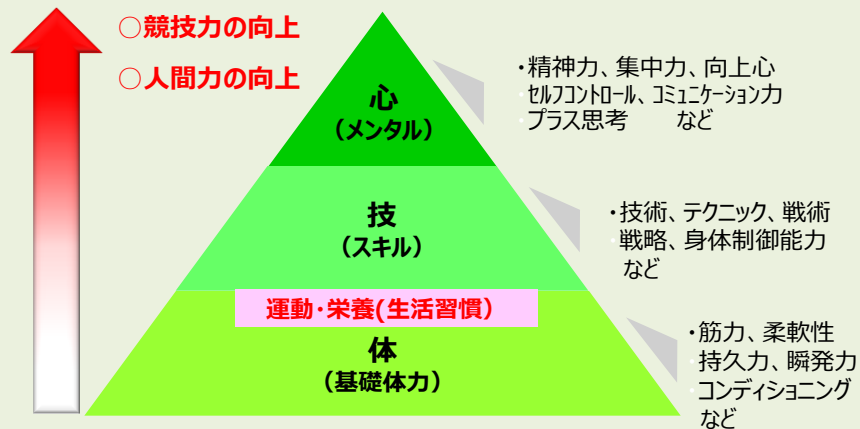 ○競技力の向上
○人間力の向上
心
（メンタル）
・精神力、集中力、向上心
セルフコントロール、コミュニケーション力
プラス思考　　など
技
（スキル）
・技術、テクニック、戦術
戦略、身体制御能力
など
運動・栄養(生活習慣）
体
（基礎体力）
・筋力、柔軟性
持久力、瞬発力
コンディショニング
など